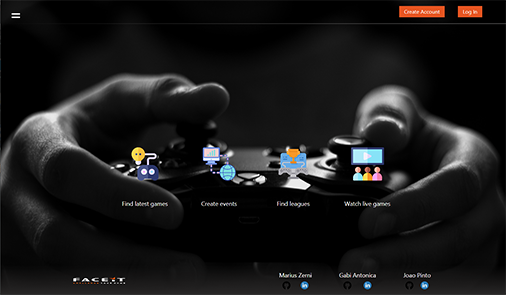 Create Account
Log In
Find latest games
Create events
Find leagues
Watch live games
FACEIT
Marius Zemi
Gabi Antonica
Joao Pinto